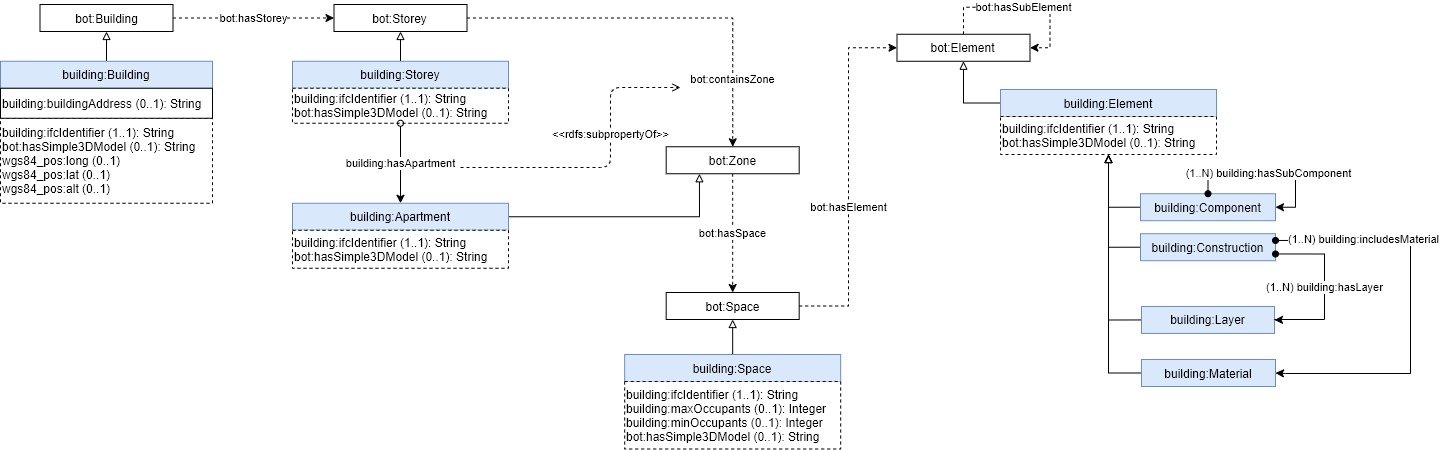 bot:Building
bot:hasStorey
bot:Storey
building:Building
building:buildingAddress (0..1): String
building:ifcIdentifier (1..1): String
bot:hasSimple3DModel (0..1): String
wgs84_pos:long (0..1)
wgs84_pos:lat (0..1)
wgs84_pos:alt (0..1)
building:Storey
building:ifcIdentifier (1..1): String
bot:hasSimple3DModel (0..1): String
building:hasApartment
<<rdfs:subpropertyOf>>
building:Apartment
building:ifcIdentifier (1..1): String
bot:hasSimple3DModel (0..1): String
bot:containsZone
bot:Zone
bot:hasSpace
bot:Space
building:Space
building:ifcIdentifier (1..1): String
building:maxOccupants (0..1): Integer
building:minOccupants (0..1): Integer
bot:hasSimple3DModel (0..1): String
bot:hasElement
bot:hasSubElement
bot:Element
building:Element
building:ifcIdentifier (1..1): String
bot:hasSimple3DModel (0..1): String
(1..N) building:hasSubComponent
building:Component
building:Construction
(1..N) building:includesMaterial
(1..N) building:hasLayer
building:Layer
building:Material